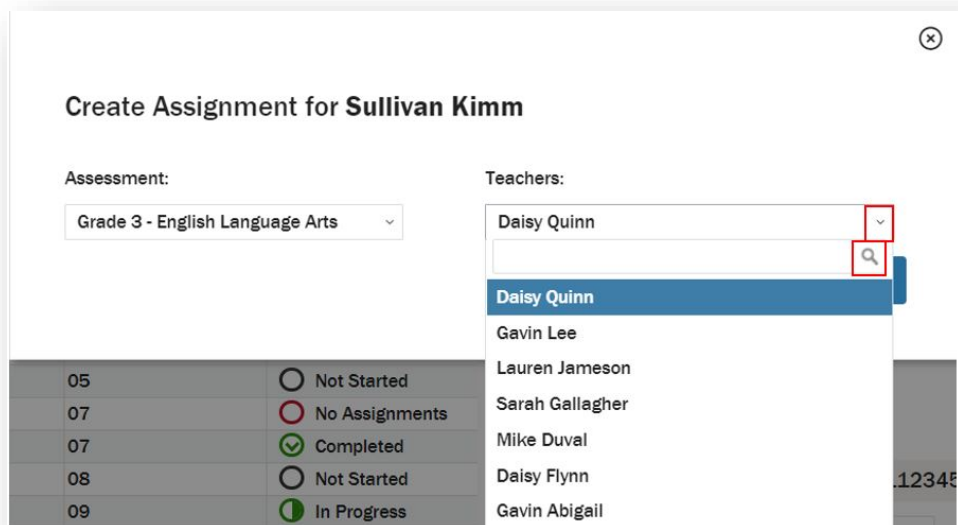 Create Assignment for Sullivan Kimm
Assessment:
Teachers:
Grade 3 - English Language Arts
Daisy Quinn
Daisy Quinn
Gavin Lee
Lauren Jameson
Sarah Gallagher
Mike Duval
Daisy Flynn
Gavin Abigail
05 Not Started
07 No Assignments
07 Completed
08 Not Started
09 In Progress
12345